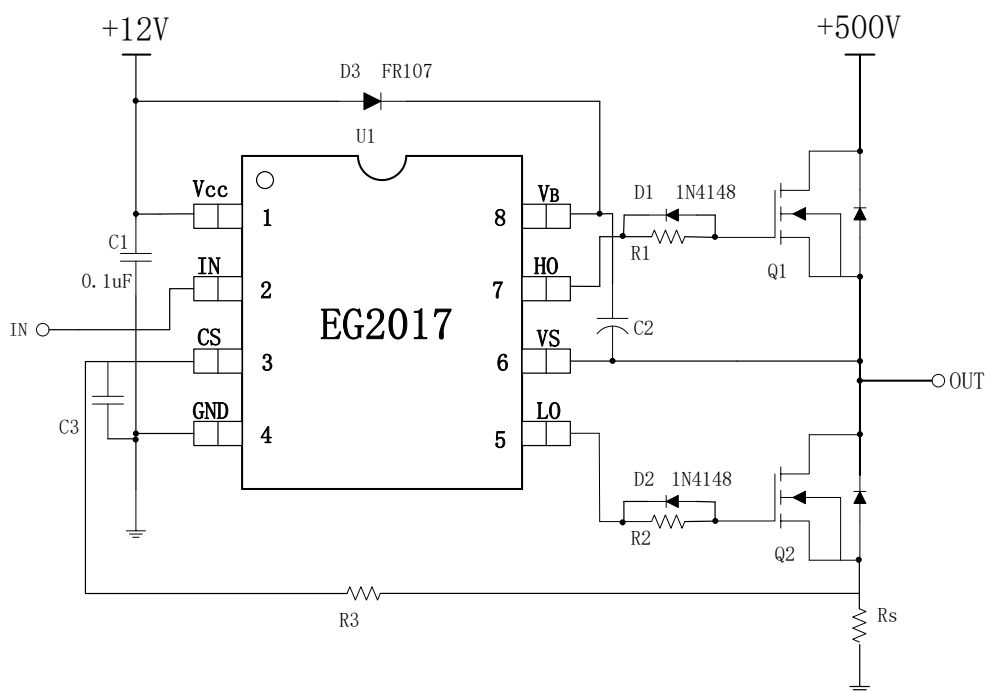 +12V
+500V
D3 FR107
U1
Vcc
1
VB
8
D1 1N4148
R1
Q1
C1
0.1uF
IN
2
HO
7
IN
EG2017
C2
CS
3
VS
6
OUT
C3
GND
4
LO
5
D2 1N4148
R2
Q2
R3
Rs